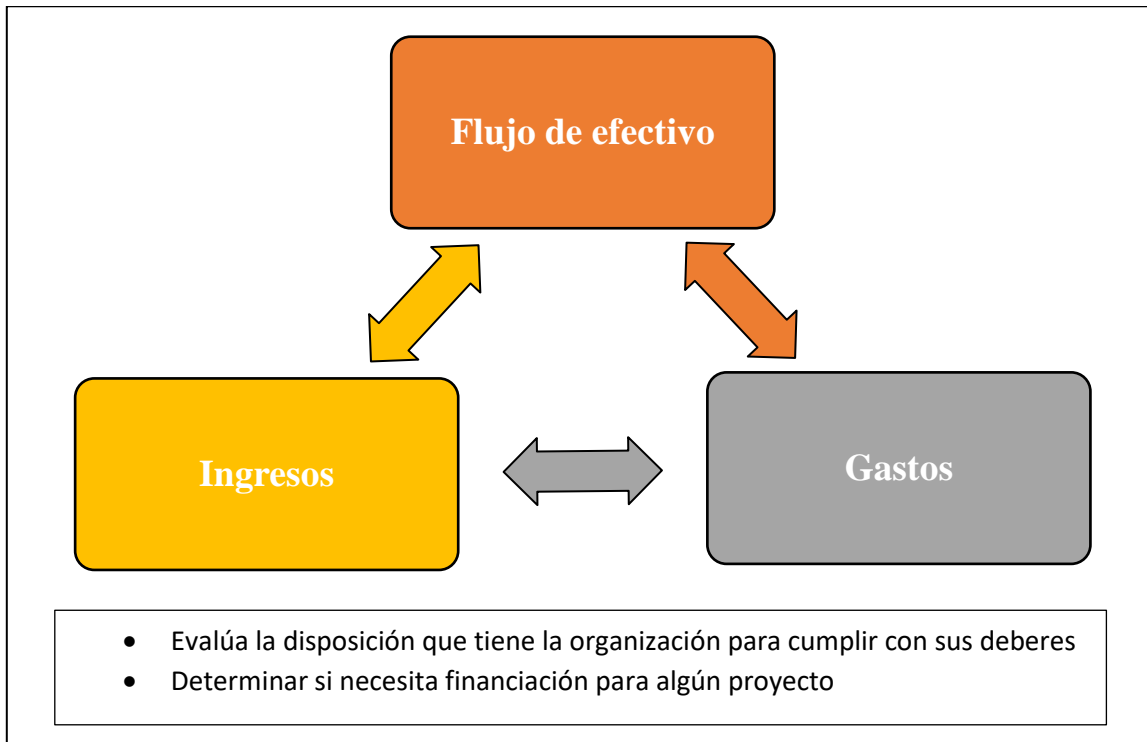 Flujo de efectivo
Ingresos
Gastos
• Evalúa la disposición que tiene la organización para cumplir con sus deberes
• Determinar si necesita financiación para algún proyecto